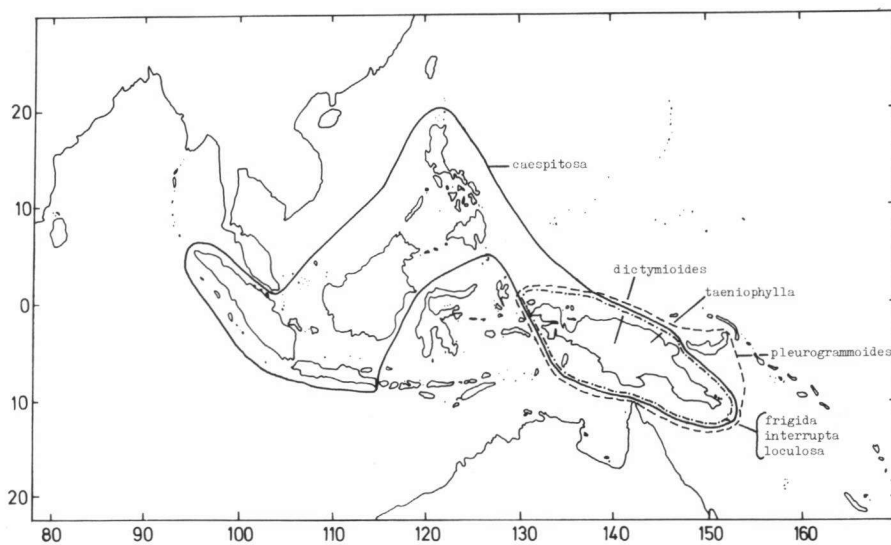 20
10
0
10
20
80 90 100 110 120 130 140 150 160
caespitosa
dictymioides
taeniophylla
pleurogrammoides
frigida
interrupta
loculosa